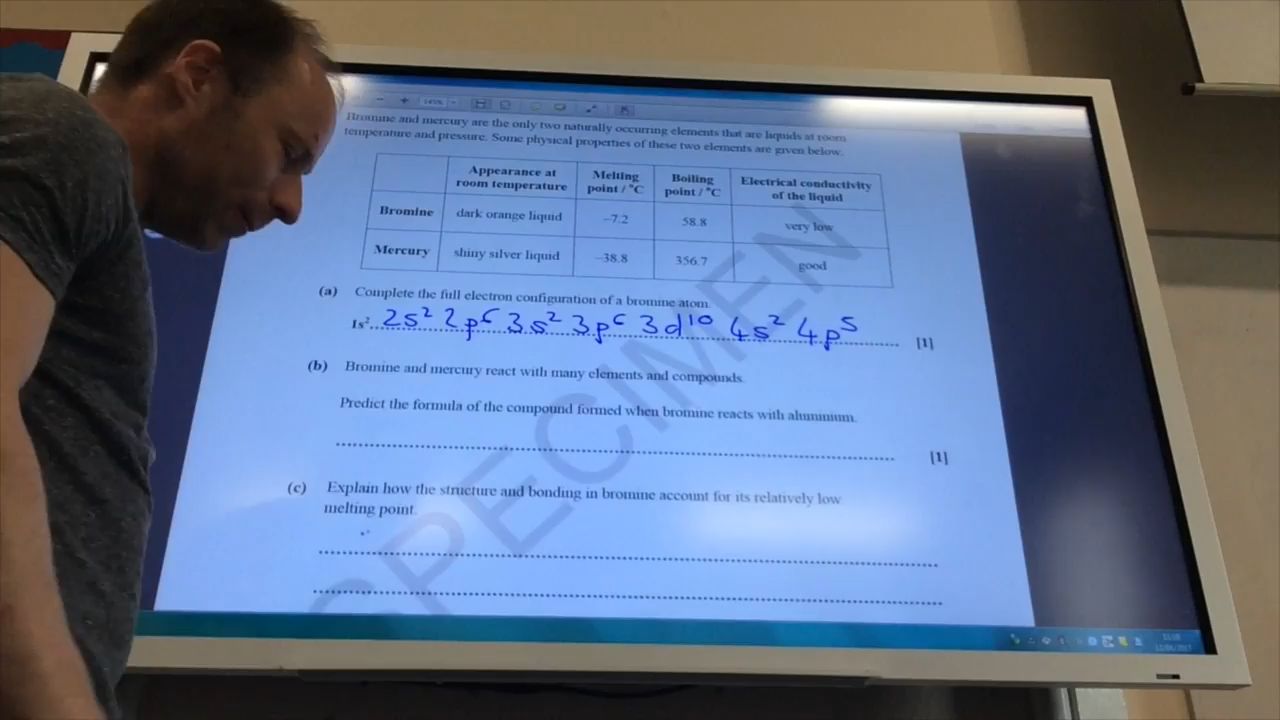 Bromine and mercury are the only two naturally occurring elements that are liquids at room
temperature and pressure. Some physical properties of these two elements are given below.
Appearance at room temperature Melting point / °C Boiling point / °C Electrical conductivity of the liquid
Bromine dark orange liquid –7.2 58.8 very low
Mercury shiny silver liquid –38.8 356.7 good
(a) Complete the full electron configuration of a bromine atom.
1s² 2s² 2p⁶ 3s² 3p⁶ 3d¹⁰ 4s² 4p⁵ [1]
(b) Bromine and mercury react with many elements and compounds.
Predict the formula of the compound formed when bromine reacts with aluminium.
[1]
(c) Explain how the structure and bonding in bromine account for its relatively low
melting point.
SPECIMEN